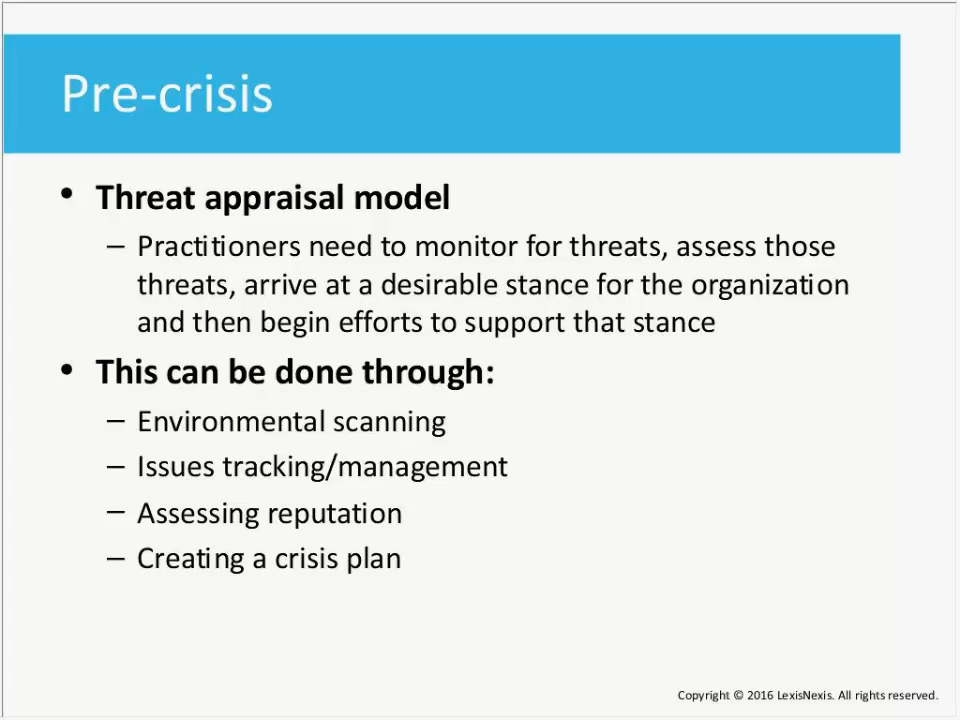 Pre-crisis
• Threat appraisal model
– Practitioners need to monitor for threats, assess those
threats, arrive at a desirable stance for the organization
and then begin efforts to support that stance
• This can be done through:
– Environmental scanning
– Issues tracking/management
– Assessing reputation
– Creating a crisis plan
Copyright © 2016 LexisNexis. All rights reserved.